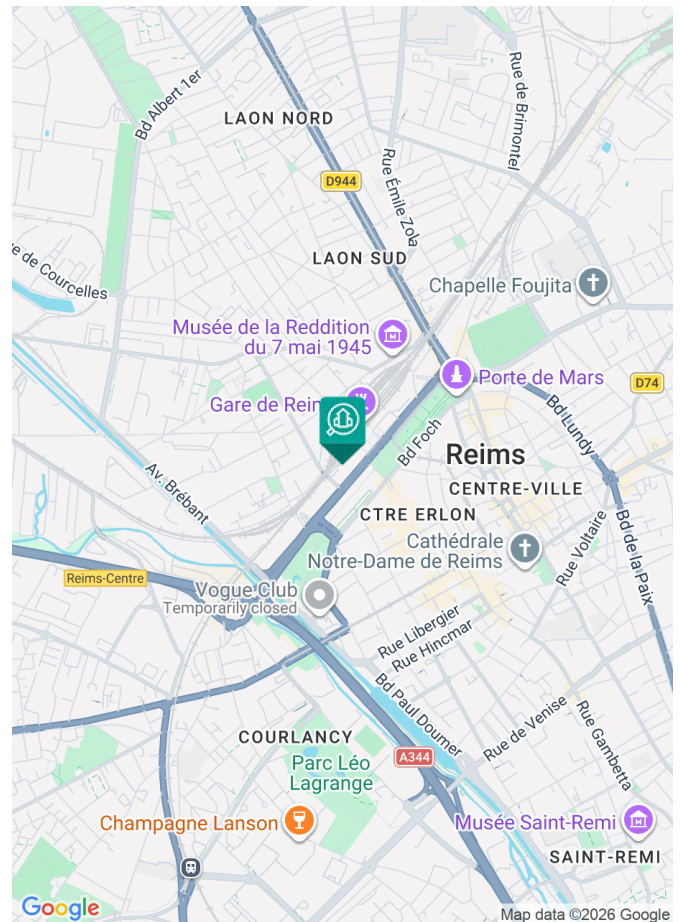 Bd Albert 1er
Rue de Brimontel
LAON NORD
D944
Rue Émile Zola
LAON SUD
ue de Courcelles
Chapelle Foujita
Musée de la Reddition
du 7 mai 1945
Porte de Mars
D74
Gare de Rein
Bd Foch
Bd Lundy
Reims
CENTRE-VILLE
Av. Brébant
CTRE ERLON
Cathédrale
Notre-Dame de Reims
Rue Voltaire
Bd de la Paix
Reims-Centre
Vogue Club
Temporarily closed
Rue Libergier
Rue Hincmar
Bd Paul Doumer
Rue de Venise
Rue Gambetta
COURLANCY
A344
Parc Léo
Lagrange
Champagne Lanson
Musée Saint-Remi
SAINT-REMI
Google
Map data ©2026 Google